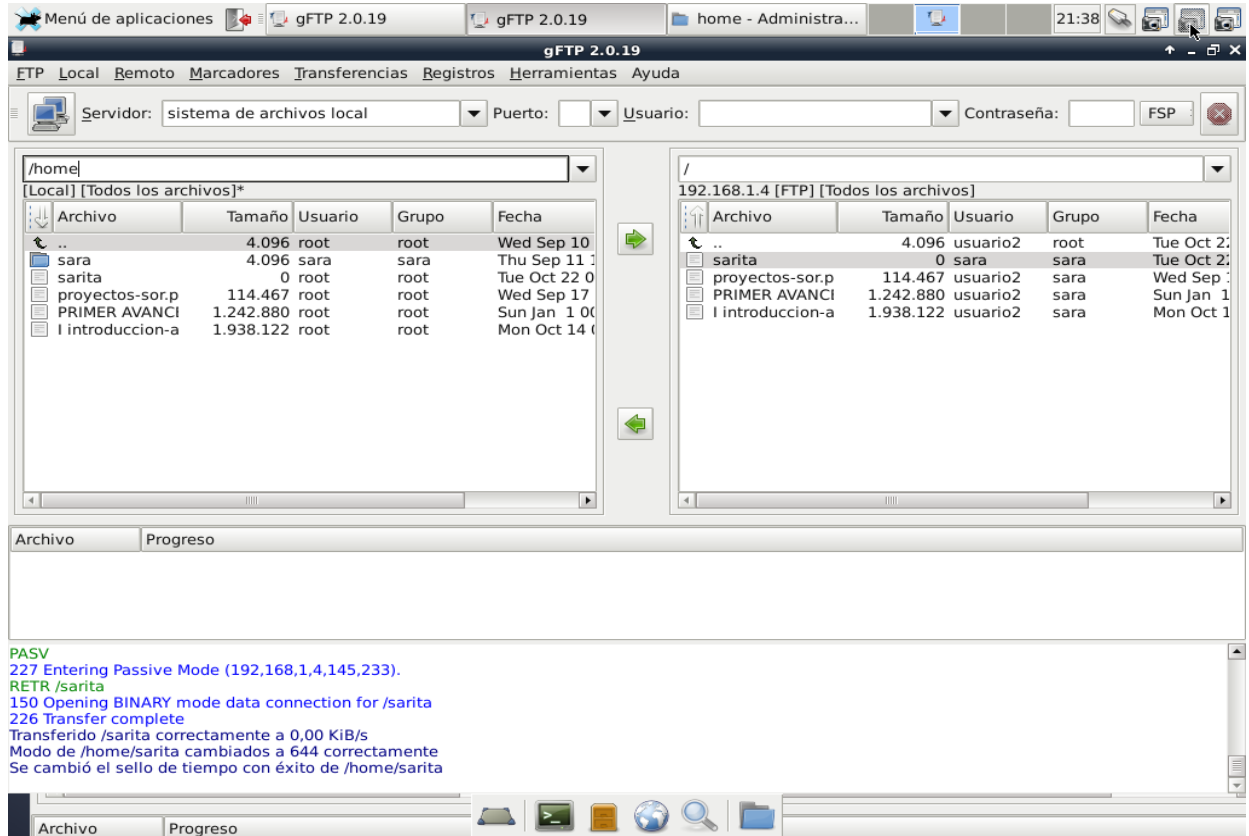 Menú de aplicaciones gFTP 2.0.19 gFTP 2.0.19 home - Administra... 21:38
gFTP 2.0.19
FTP Local Remoto Marcadores Transferencias Registros Herramientas Ayuda
Servidor: sistema de archivos local Puerto: Usuario: Contraseña: FSP
/home
[Local] [Todos los archivos]*
Archivo Tamaño Usuario Grupo Fecha
.. 4.096 root root Wed Sep 10
sara 4.096 sara sara Thu Sep 11 1
sarita 0 root root Tue Oct 22 0
proyectos-sor.p 114.467 root root Wed Sep 17
PRIMER AVANCE 1.242.880 root root Sun Jan 1 00
I introduccion-a 1.938.122 root root Mon Oct 14 0
/
192.168.1.4 [FTP] [Todos los archivos]
Archivo Tamaño Usuario Grupo Fecha
.. 4.096 usuario2 root Tue Oct 22
sarita 0 sara sara Tue Oct 22
proyectos-sor.p 114.467 usuario2 sara Wed Sep
PRIMER AVANCE 1.242.880 usuario2 sara Sun Jan 1
I introduccion-a 1.938.122 usuario2 sara Mon Oct 1
Archivo Progreso
PASV
227 Entering Passive Mode (192,168,1,4,145,233).
RETR /sarita
150 Opening BINARY mode data connection for /sarita
226 Transfer complete
Transferido /sarita correctamente a 0,00 KiB/s
Modo de /home/sarita cambiados a 644 correctamente
Se cambió el sello de tiempo con éxito de /home/sarita
Archivo Progreso